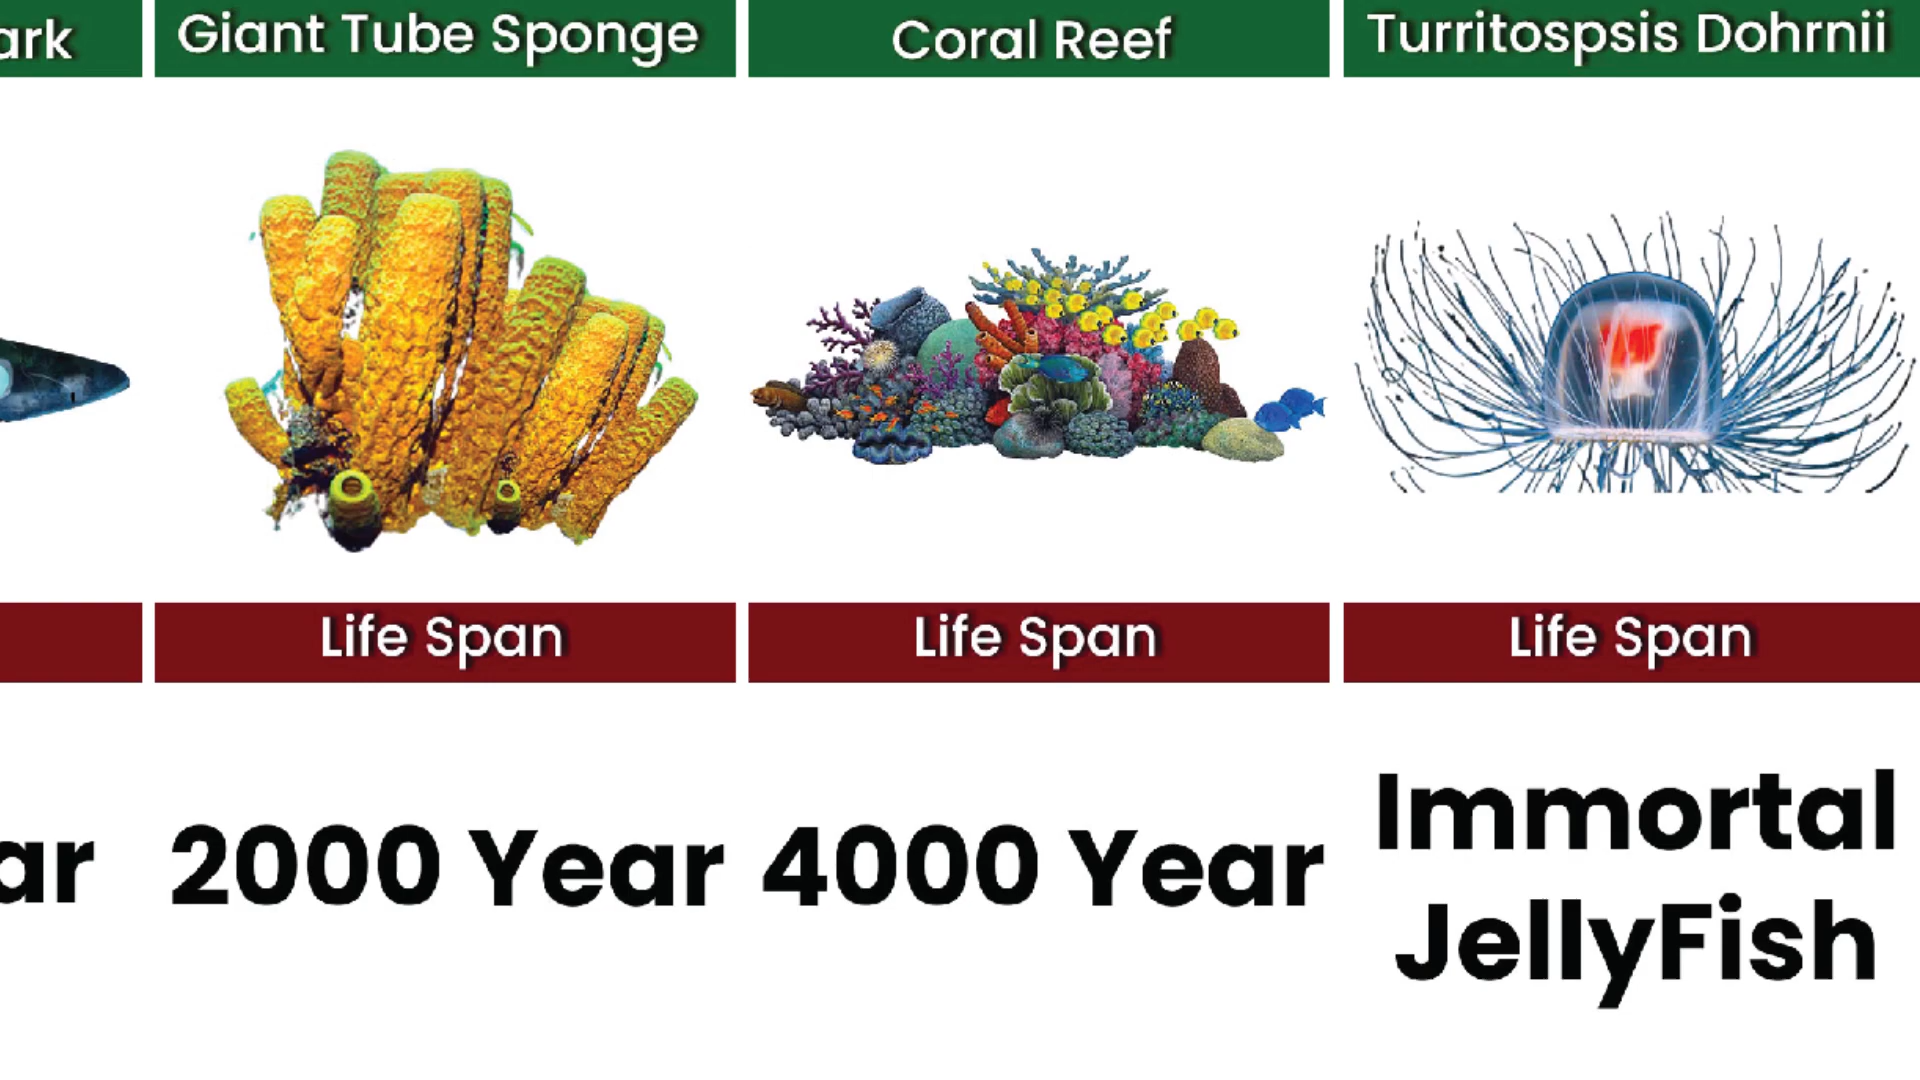 ark
Giant Tube Sponge
Coral Reef
Turritospsis Dohrnii
Life Span
Life Span
Life Span
ar
2000 Year
4000 Year
Immortal
JellyFish